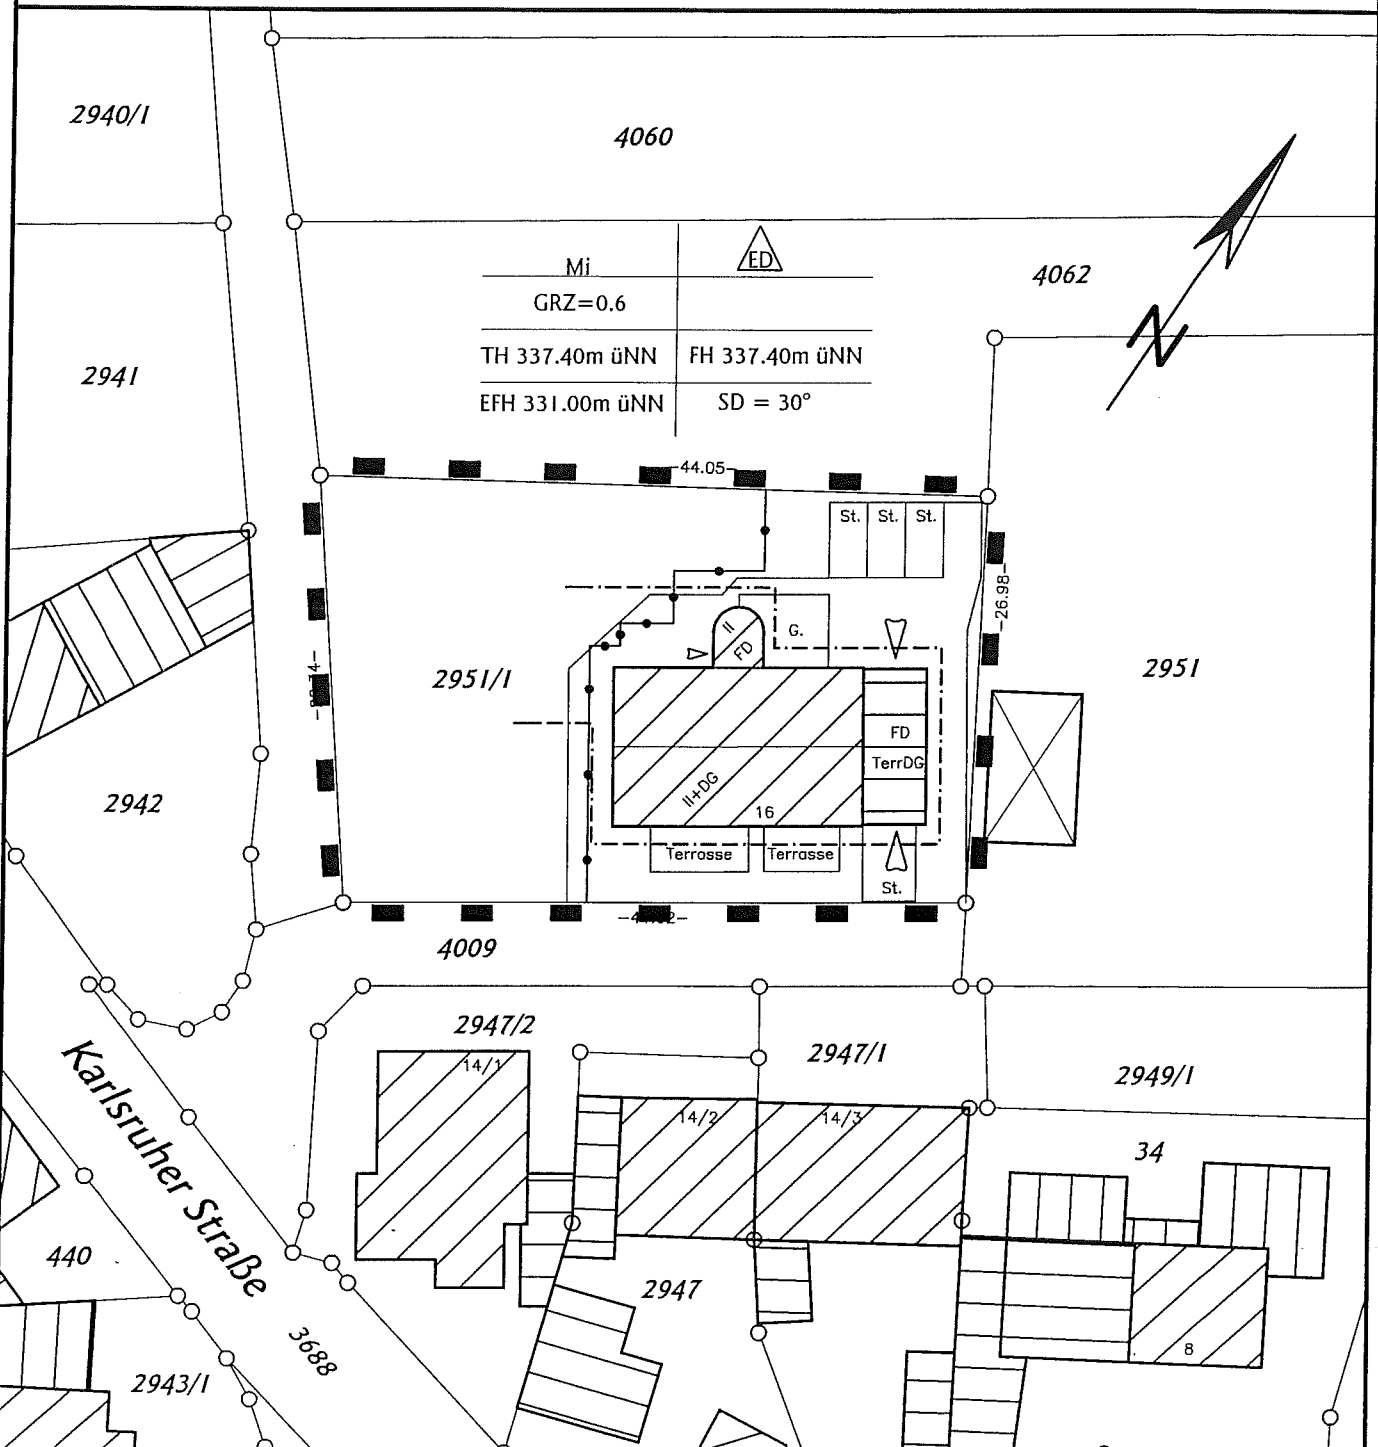 2940/1
4060
Mi
ED
4062
GRZ=0.6
N
TH 337.40m üNN
FH 337.40m üNN
2941
EFH 331.00m üNN
SD = 30°
-44.05-
St.
St.
St.
-26.98-
II
FD
G.
2951/1
2951
FD
TerrDG
II+DG
16
2942
Terrasse
Terrasse
St.
4009
2947/2
2947/1
14/1
2949/1
14/2
14/3
34
Karlsruher Straße
440
2947
3688
8
2943/1